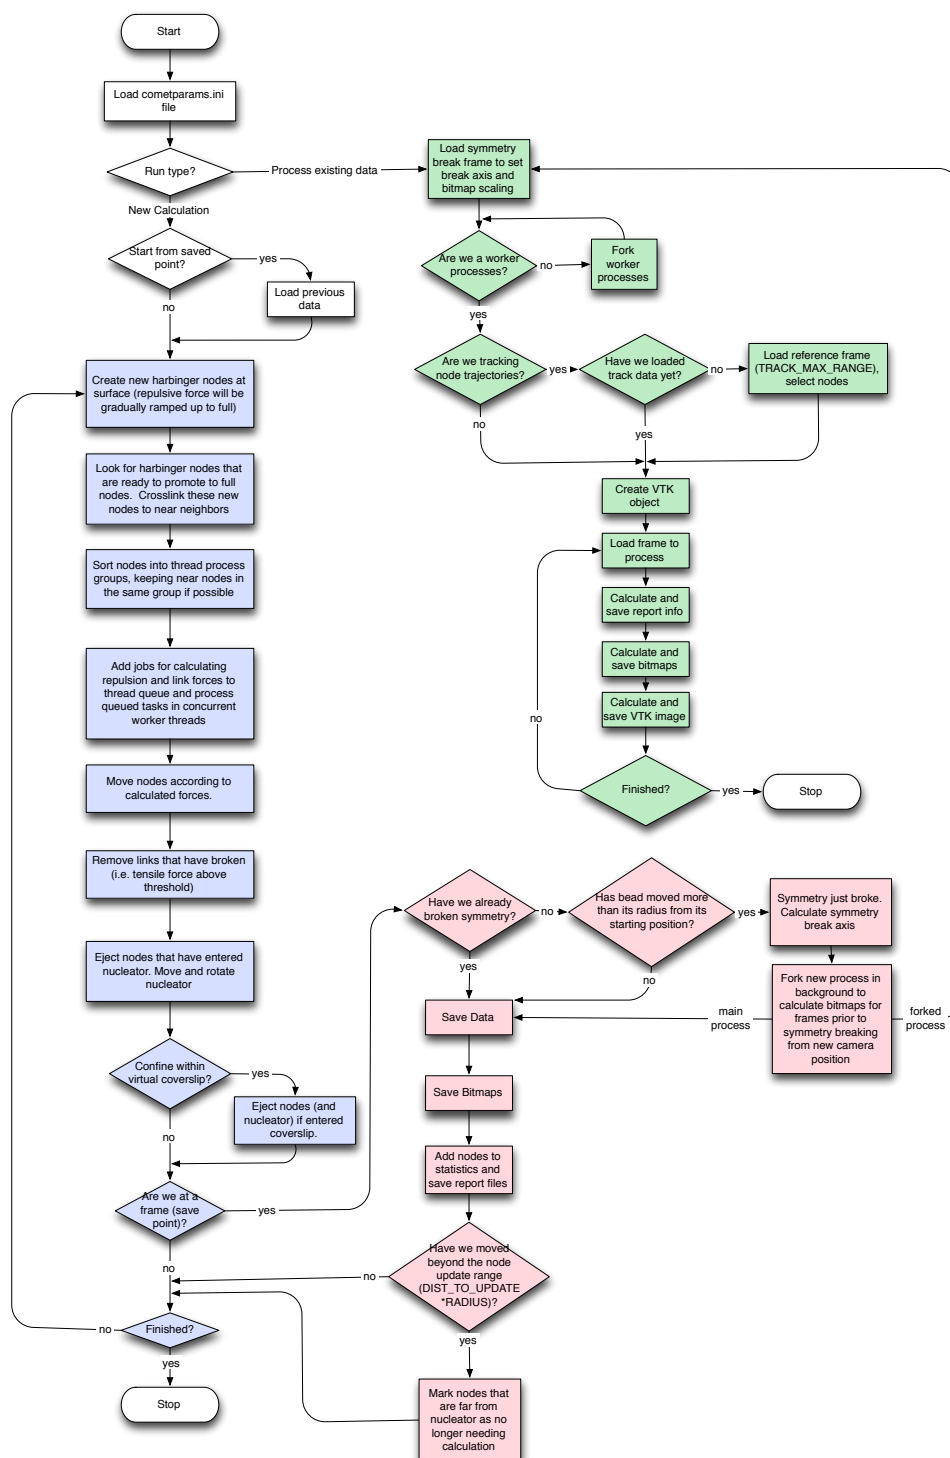 Start
Load cometparams.ini
file
Run type?
Process existing data
New Calculation
Start from saved
point?
yes
Load previous
data
no
Create new harbinger nodes at
surface (repulsive force will be
gradually ramped up to full)
Look for harbinger nodes that
are ready to promote to full
nodes.  Crosslink these new
nodes to near neighbors
Sort nodes into thread process
groups, keeping near nodes in
the same group if possible
Add jobs for calculating
repulsion and link forces to
thread queue and process
queued tasks in concurrent
worker threads
Move nodes according to
calculated forces.
Remove links that have broken
(i.e. tensile force above
threshold)
Eject nodes that have entered
nucleator. Move and rotate
nucleator
Confine within
virtual coverslip?
yes
Eject nodes (and
nucleator) if entered
coverslip.
no
Are we at a
frame (save
point)?
yes
no
Finished?
no
yes
Stop
Load symmetry
break frame to set
break axis and
bitmap scaling
Are we a worker
processes?
no
Fork
worker
processes
yes
Are we tracking
node trajectories?
yes
Have we loaded
track data yet?
no
Load reference frame
(TRACK_MAX_RANGE),
select nodes
no
yes
Create VTK
object
Load frame to
process
Calculate and
save report info
Calculate and
save bitmaps
Calculate and
save VTK image
no
Finished?
yes
Stop
Have we already
broken symmetry?
no
Has bead moved more
than its radius from its
starting position?
yes
Symmetry just broke.
Calculate symmetry
break axis
yes
no
Fork new process in
background to
calculate bitmaps for
frames prior to
symmetry breaking
from new camera
position
main
process
forked
process
Save Data
Save Bitmaps
Add nodes to
statistics and
save report files
Have we moved
beyond the node
update range
(DIST_TO_UPDATE
*RADIUS)?
no
yes
Mark nodes that
are far from
nucleator as no
longer needing
calculation